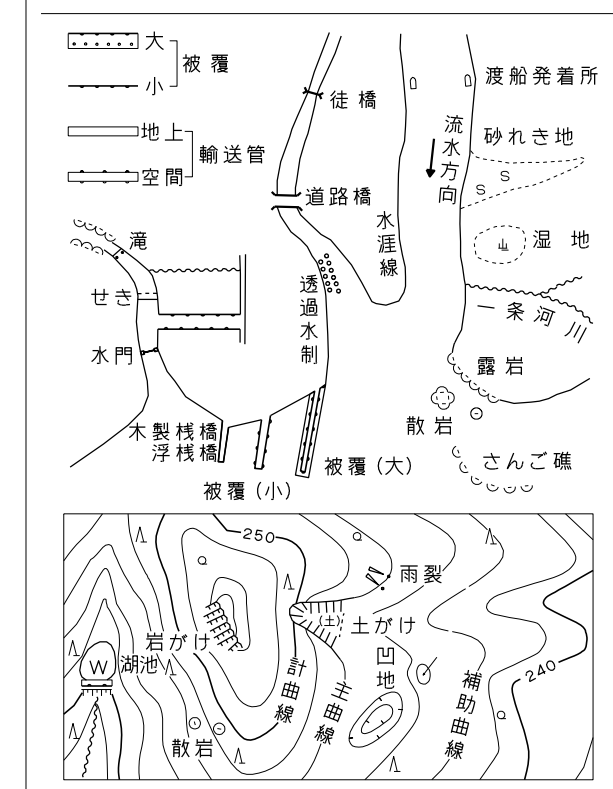 大
小
被覆
地上
空間
輸送管
徒橋
道路橋
渡船発着所
流水方向
砂れき地
S
S
湿地
水涯線
滝
せき
水門
透過水制
一条河川
露岩
散岩
さんご礁
木製桟橋
浮桟橋
被覆(小)
被覆(大)
250
雨裂
(土)
土がけ
岩がけ
W
湖池
計曲線
主曲線
凹地
補助曲線
240
散岩